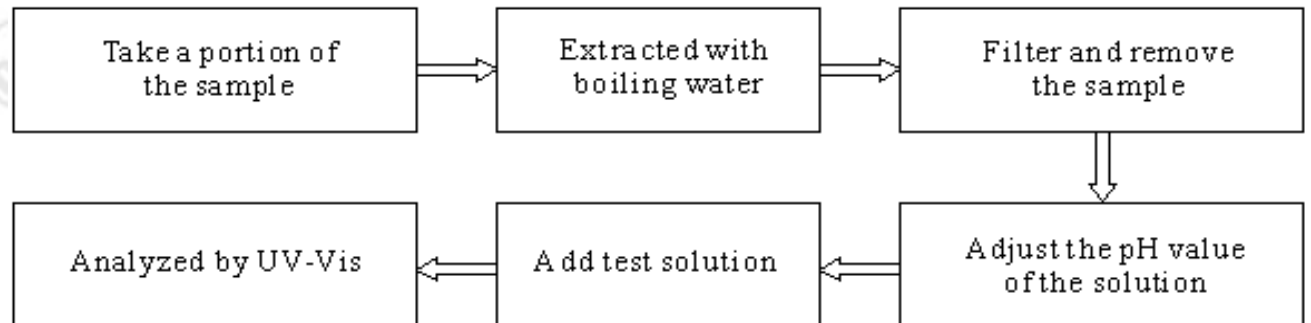 Take a portion of
the sample
Extracted with
boiling water
Filter and remove
the sample
Adjust the pH value
of the solution
Add test solution
Analyzed by UV-Vis